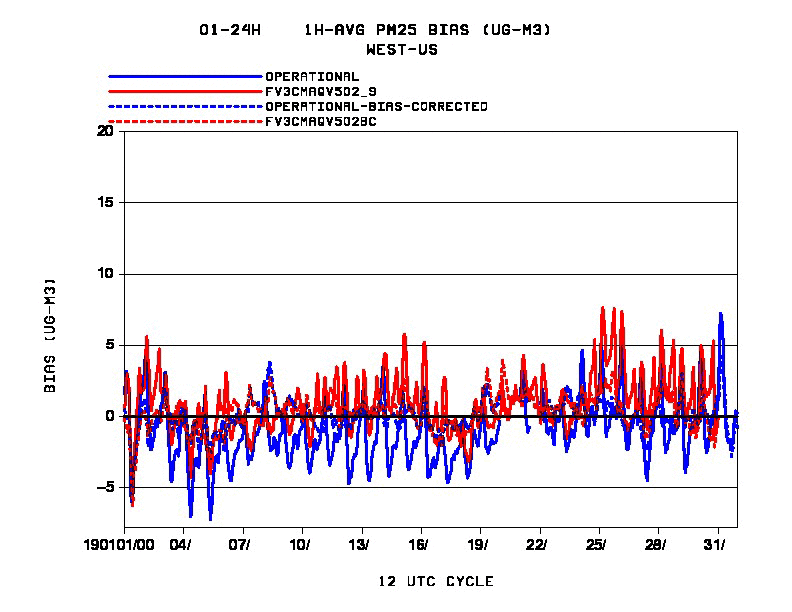 01-24H 1H-AVG PM25 BIAS (UG-M3)
WEST-US
OPERATIONAL
FV3CMAQV502_9
OPERATIONAL-BIAS-CORRECTED
FV3CMAQV502BC
20
15
10
5
0
-5
BIAS (UG-M3)
190101/00 04/ 07/ 10/ 13/ 16/ 19/ 22/ 25/ 28/ 31/
12 UTC CYCLE